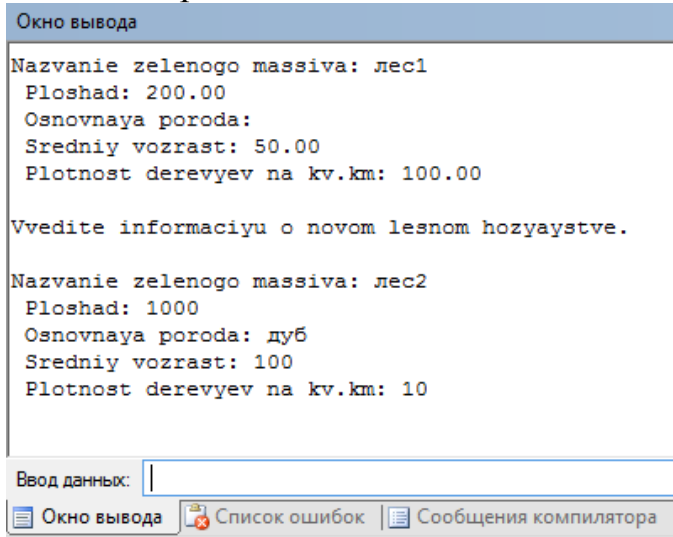 Окно вывода
Nazvanie zelenogo massiva: лес1
Ploshad: 200.00
Osnovnaya poroda:
Sredniy vozrast: 50.00
Plotnost derevyev na kv.km: 100.00
Vvedite informaciyu o novom lesnom hozyaystve.
Nazvanie zelenogo massiva: лес2
Ploshad: 1000
Osnovnaya poroda: дуб
Sredniy vozrast: 100
Plotnost derevyev na kv.km: 10
Ввод данных:
Окно вывода Список ошибок Сообщения компилятора